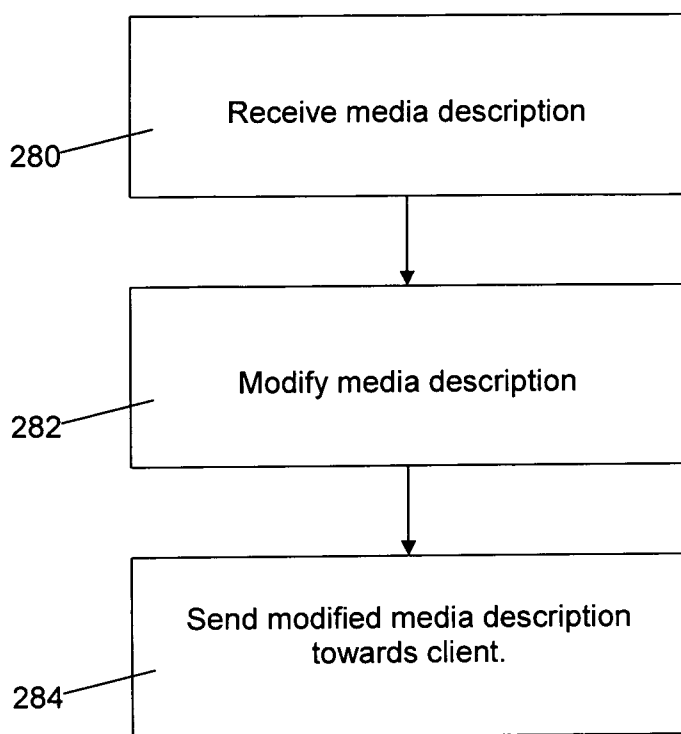 Receive media description
280
Modify media description
282
Send modified media description
towards client.
284